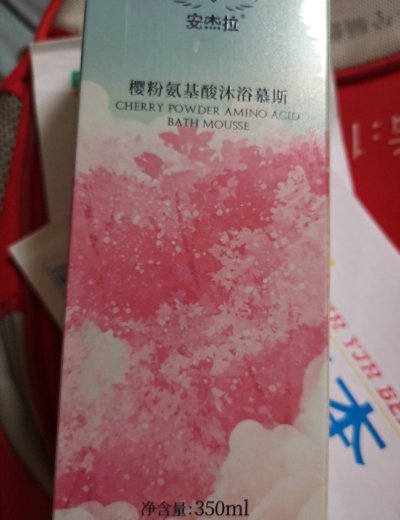 安杰拉®
樱粉氨基酸沐浴慕斯
CHERRY POWDER AMINO ACID
BATH MOUSSE
净含量:350ml
本